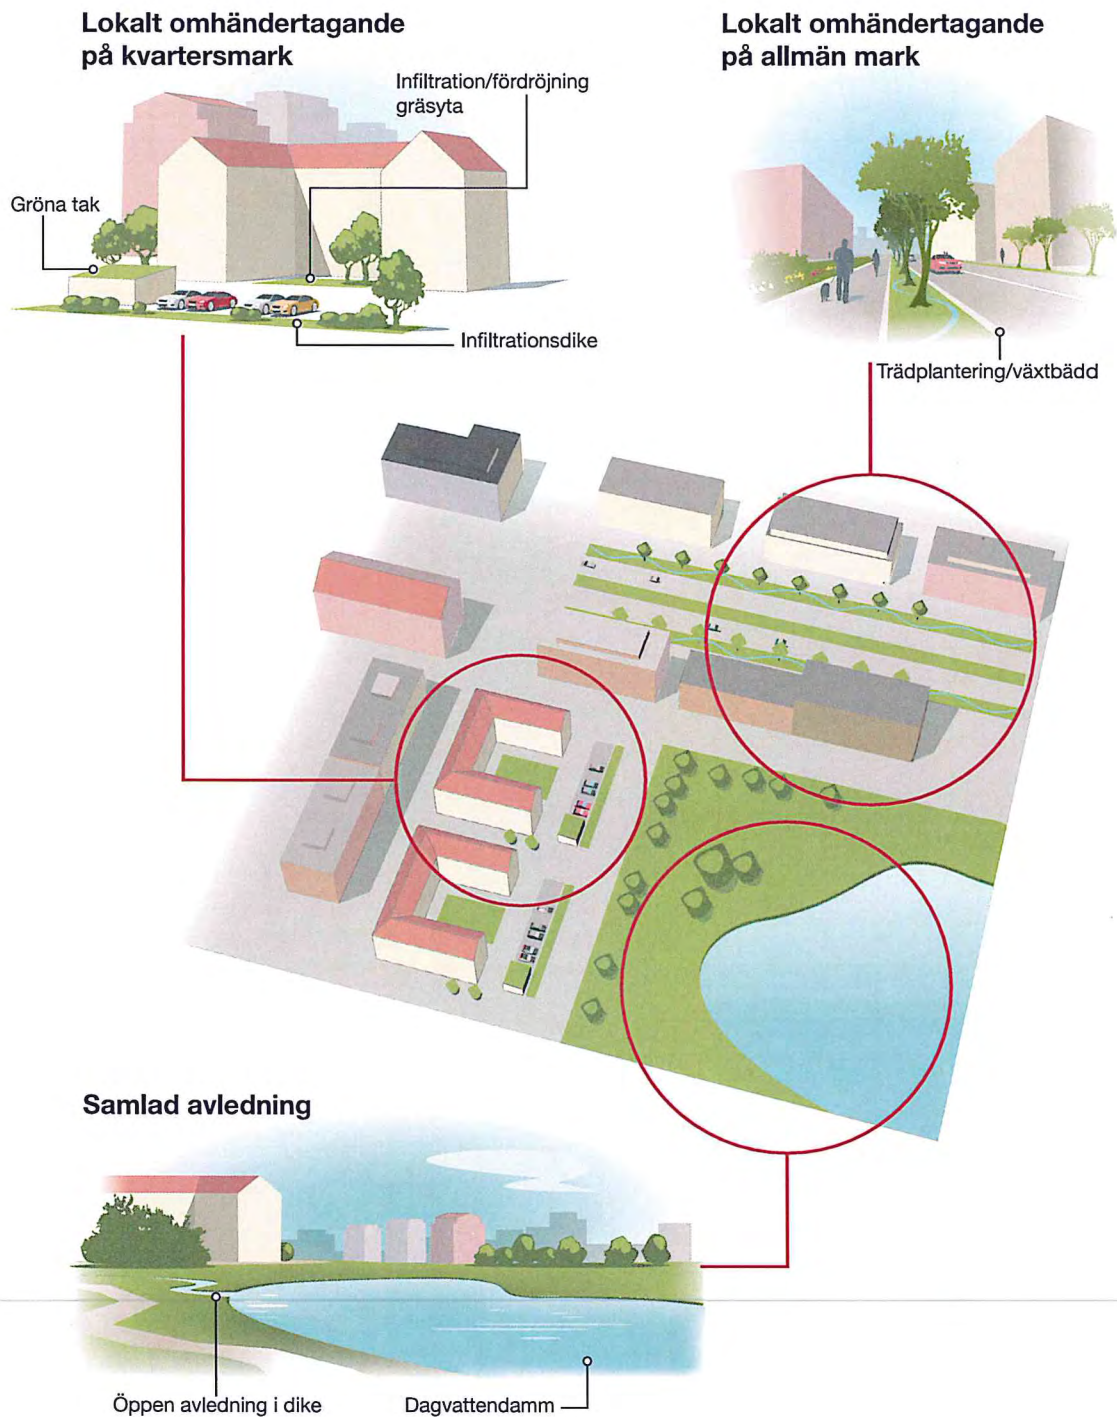 Lokalt omhändertagande
på kvartersmark
Infiltration/fördröjning
gräsyta
Gröna tak
Infiltrationsdike
Lokalt omhändertagande
på allmän mark
Trädplantering/växtbädd
Samlad avledning
Öppen avledning i dike
Dagvattendamm